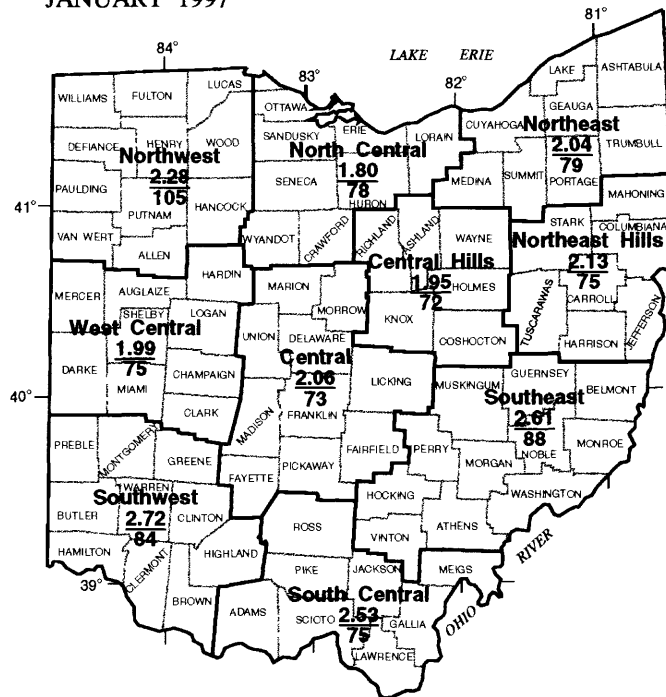 JANUARY 1997
81°
84°
LAKE ERIE
83°
82°
LUCAS
LAKE
ASHTABULA
WILLIAMS
FULTON
OTTAWA
GEAUGA
SANDUSKY
ERIE
LORAIN
CUYAHOGA
Northeast
2.04
79
DEFIANCE
HENRY
WOOD
TRUMBULL
Northwest
2.28
105
North Central
1.80
78
SENECA
MEDINA
SUMMIT
PORTAGE
PAULDING
HURON
MAHONING
41°
PUTNAM
HANCOCK
STARK
COLUMBIANA
VAN WERT
ALLEN
WYANDOT
CRAWFORD
RICHLAND
ASHLAND
WAYNE
Northeast Hills
2.13
75
HARDIN
Central Hills
1.95
72
MERCER
AUGLAIZE
MARION
HOLMES
CARROLL
SHELBY
LOGAN
MORROW
KNOX
TUSCARAWAS
JEFFERSON
West Central
1.99
75
UNION
DELAWARE
COSHOCTON
HARRISON
Central
2.06
73
DARKE
MIAMI
CHAMPAIGN
LICKING
MUSKINGUM
GUERNSEY
BELMONT
40°
CLARK
MADISON
FRANKLIN
Southeast
2.61
88
PREBLE
MONTGOMERY
GREENE
FAIRFIELD
PERRY
NOBLE
MONROE
FAYETTE
PICKAWAY
MORGAN
WARREN
HOCKING
WASHINGTON
Southwest
2.72
84
BUTLER
CLINTON
ROSS
ATHENS
VINTON
HAMILTON
CLERMONT
HIGHLAND
PIKE
JACKSON
MEIGS
OHIO RIVER
39°
BROWN
ADAMS
SCIOTO
South Central
2.53
75
GALLIA
LAWRENCE